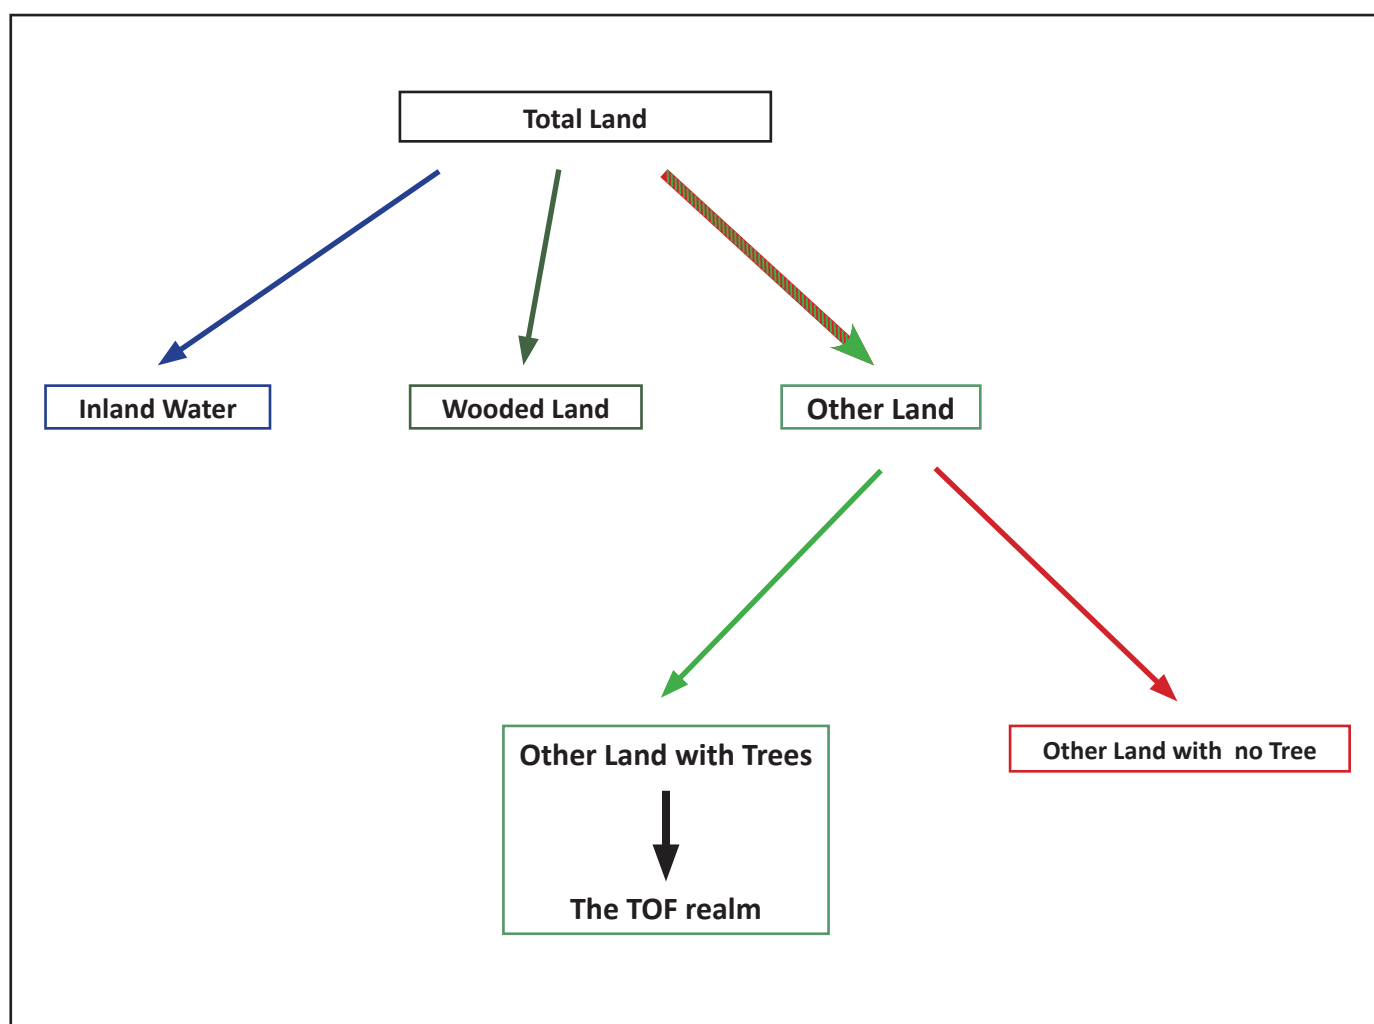 Total Land
Inland Water
Wooded Land
Other Land
Other Land with Trees
Other Land with  no Tree
The TOF realm